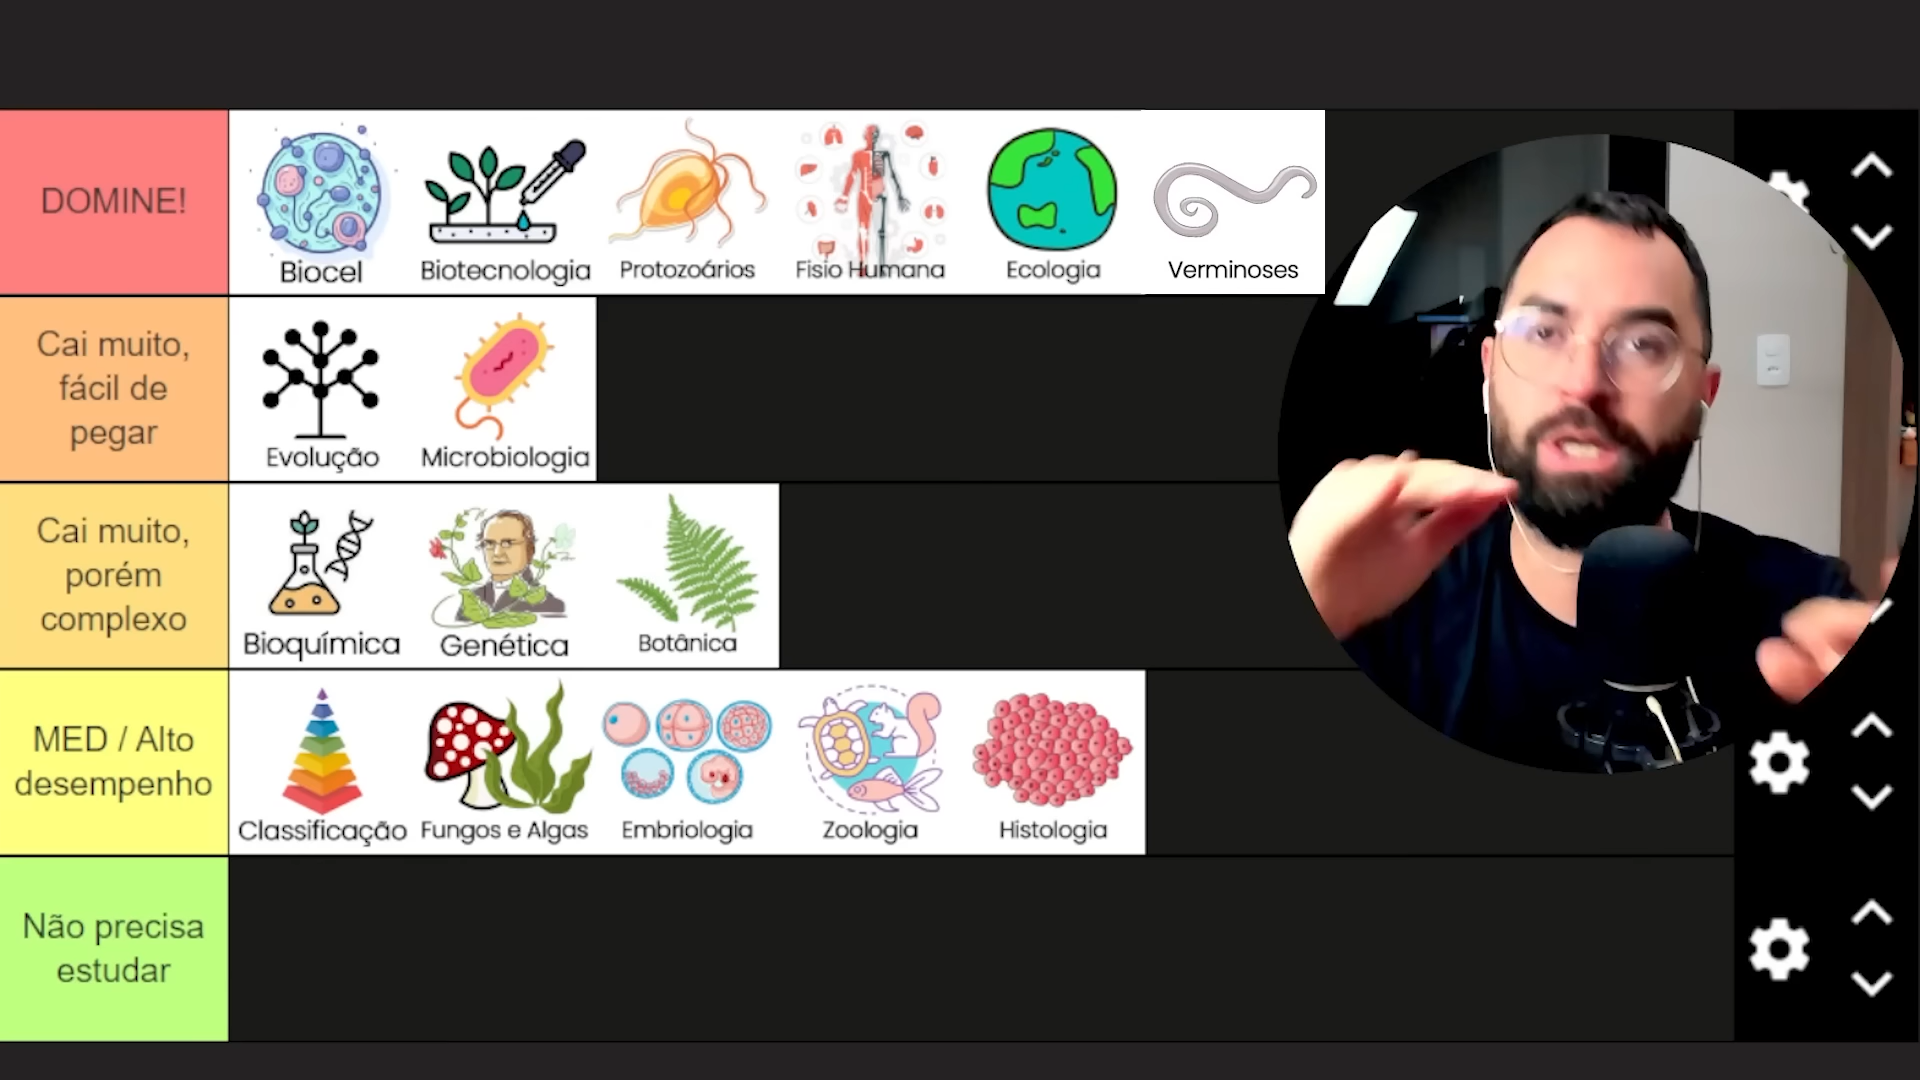 DOMINE!
Biocel
Biotecnologia
Protozoários
Fisio Humana
Ecologia
Verminoses
Cai muito,
fácil de
pegar
Evolução
Microbiologia
Cai muito,
porém
complexo
Bioquímica
Genética
Botânica
MED / Alto
desempenho
Classificação
Fungos e Algas
Embriologia
Zoologia
Histologia
Não precisa
estudar